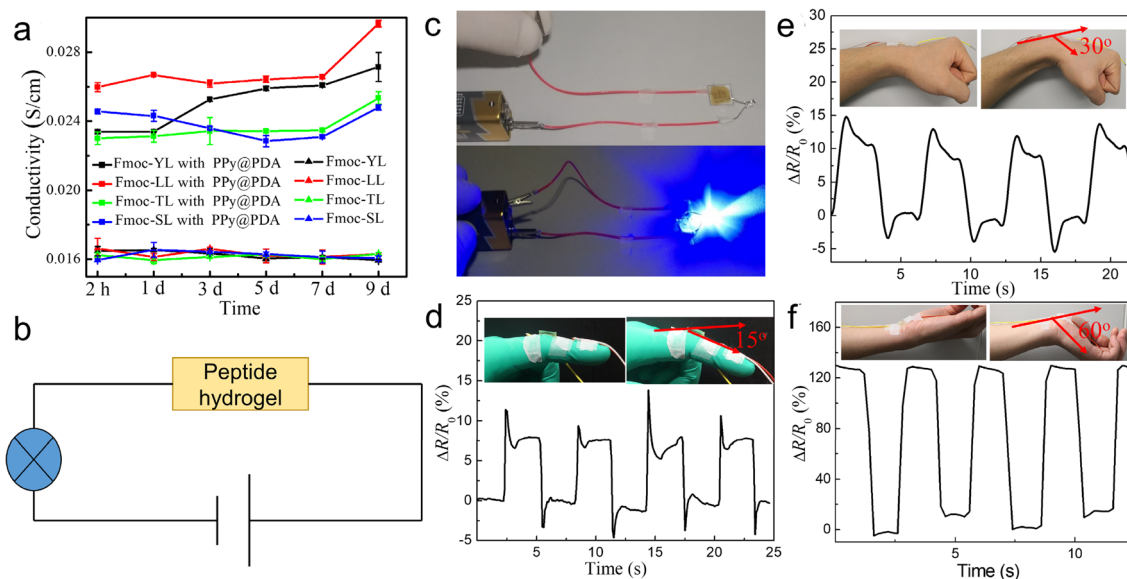 a
Conductivity (S/cm)
0.028
0.024
0.020
0.016
Fmoc-YL with PPy@PDA
Fmoc-LL with PPy@PDA
Fmoc-TL with PPy@PDA
Fmoc-SL with PPy@PDA
Fmoc-YL
Fmoc-LL
Fmoc-TL
Fmoc-SL
2 h 1 d 3 d 5 d 7 d 9 d
Time
b
Peptide
hydrogel
c
d
ΔR/R0 (%)
25
20
15
10
5
0
-5
15°
5 10 15 20 25
Time (s)
e
ΔR/R0 (%)
30
25
20
15
10
5
0
-5
30°
5 10 15 20
Time (s)
f
ΔR/R0 (%)
160
120
80
40
0
60°
5 10
Time (s)